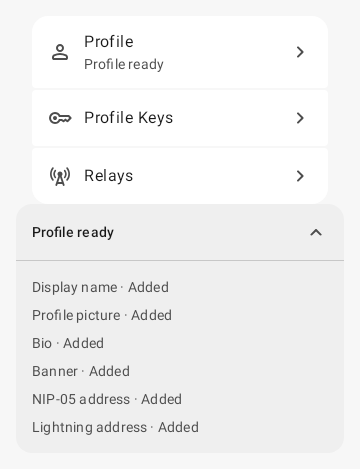 Profile
Profile ready
Profile Keys
Relays
Profile ready
Display name · Added
Profile picture · Added
Bio · Added
Banner · Added
NIP-05 address · Added
Lightning address · Added